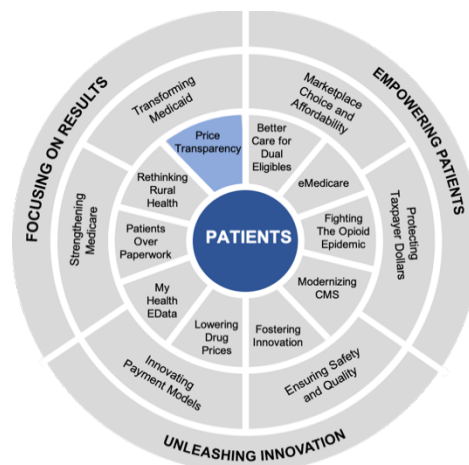 FOCUSING ON RESULTS
EMPOWERING PATIENTS
UNLEASHING INNOVATION
Transforming
Medicaid
Marketplace
Choice and
Affordability
Protecting
Taxpayer Dollars
Ensuring Safety
and Quality
Innovating
Payment Models
Strengthening
Medicare
Price
Transparency
Better
Care for
Dual
Eligibles
eMedicare
Fighting
The Opioid
Epidemic
Modernizing
CMS
Fostering
Innovation
Lowering
Drug
Prices
My
Health
EData
Patients
Over
Paperwork
Rethinking
Rural
Health
PATIENTS